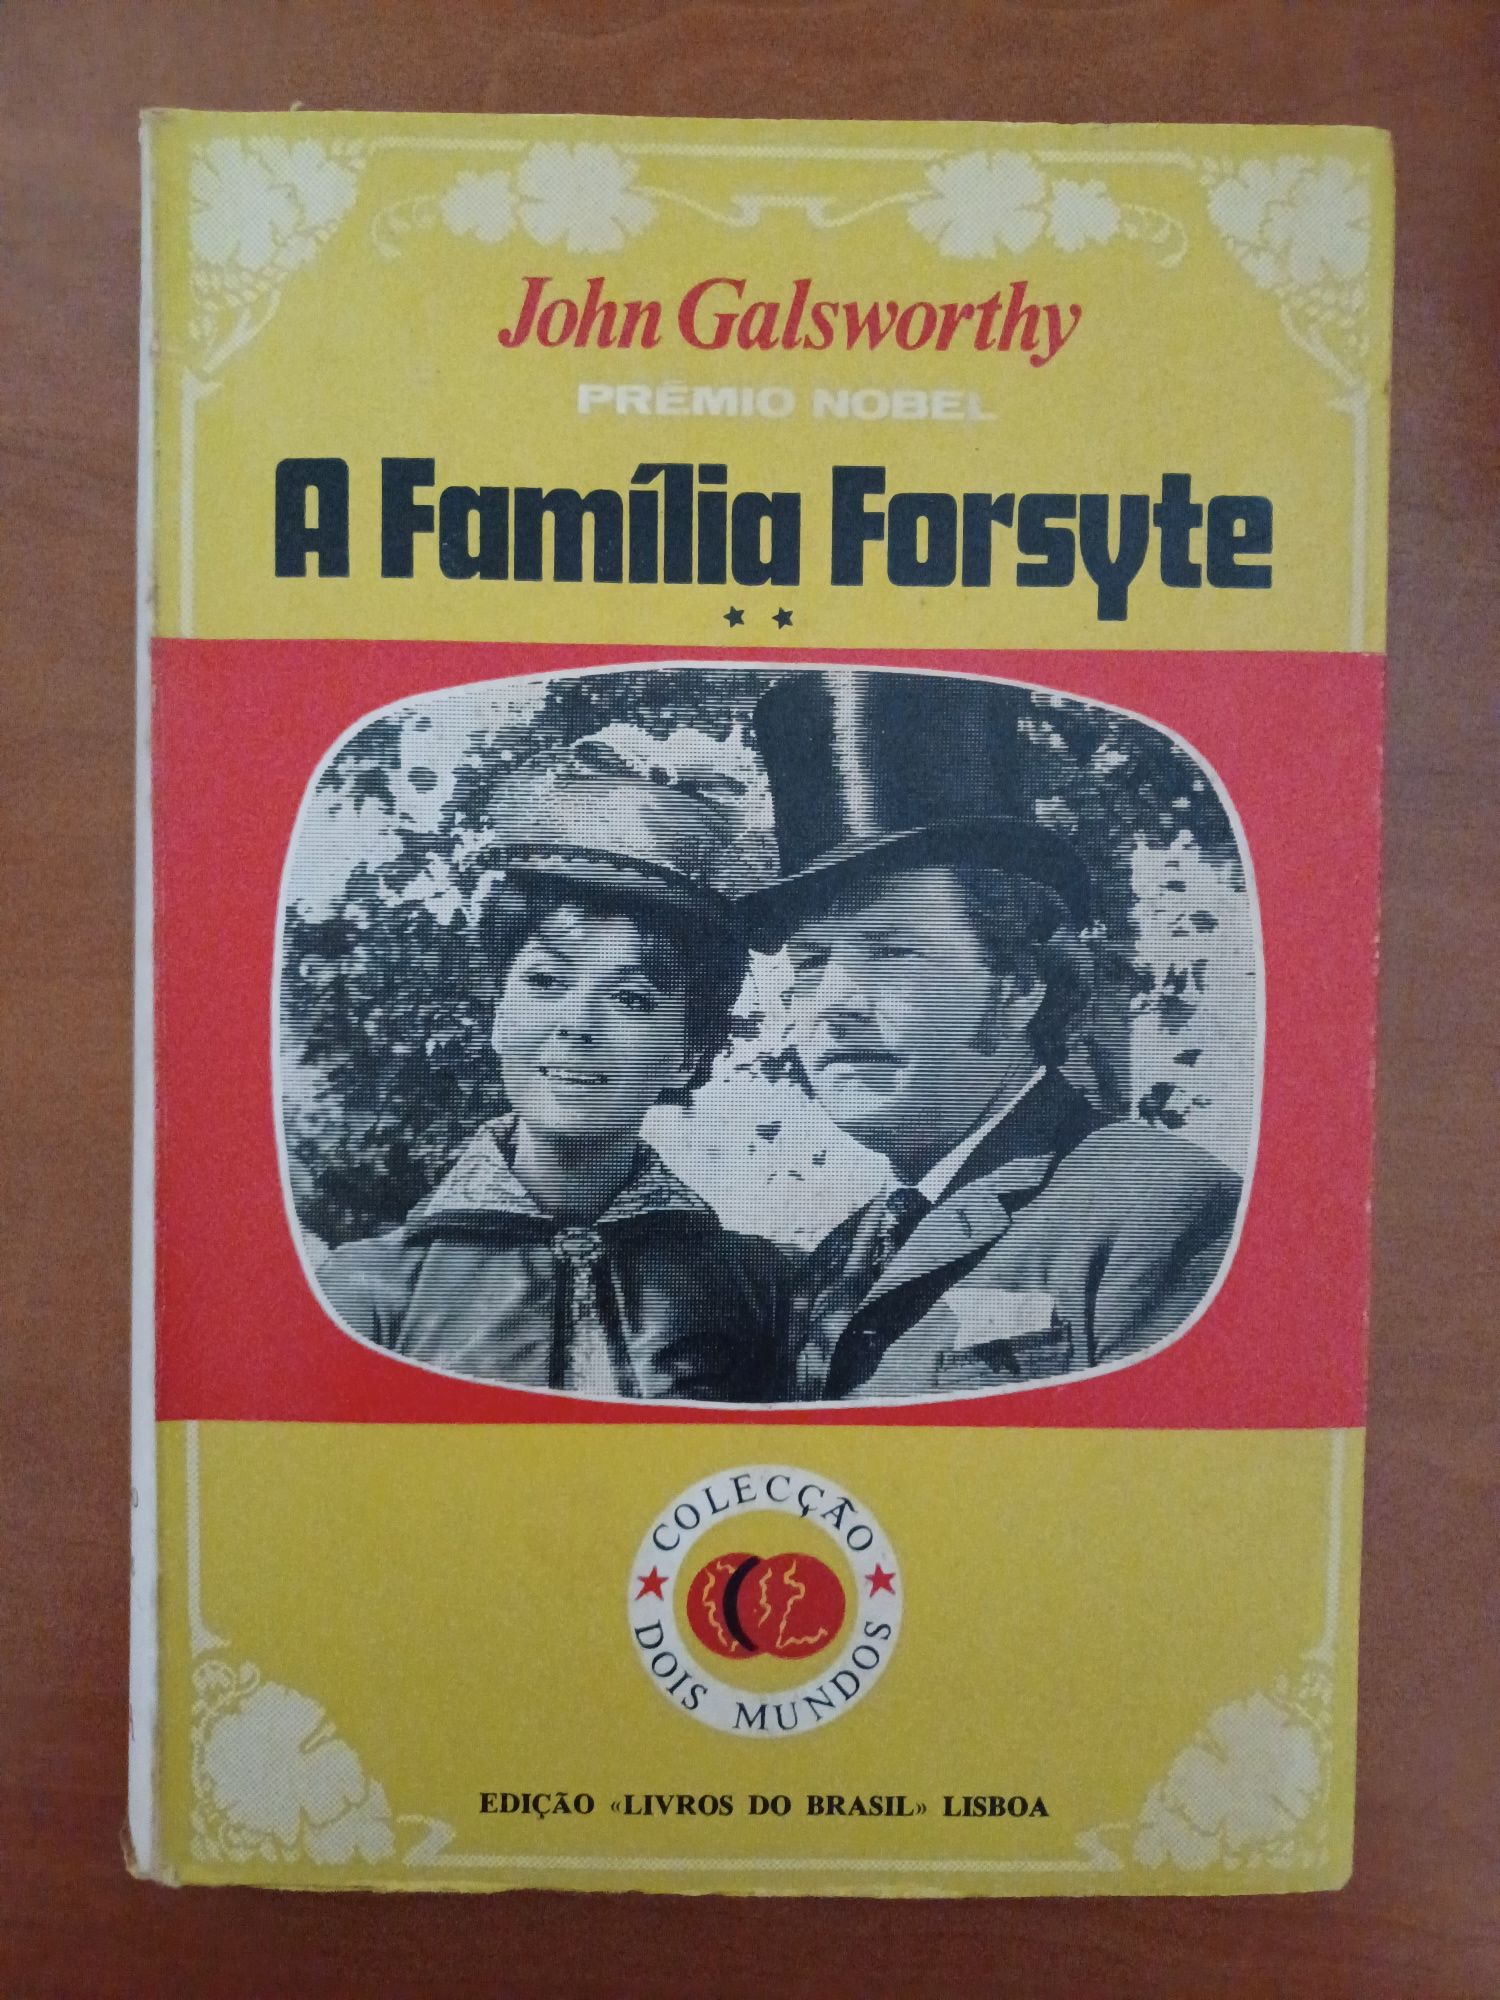 John Galsworthy
PRÉMIO NOBEL
A Família Forsyte
COLECÇÃO
DOIS MUNDOS
EDIÇÃO «LIVROS DO BRASIL» LISBOA